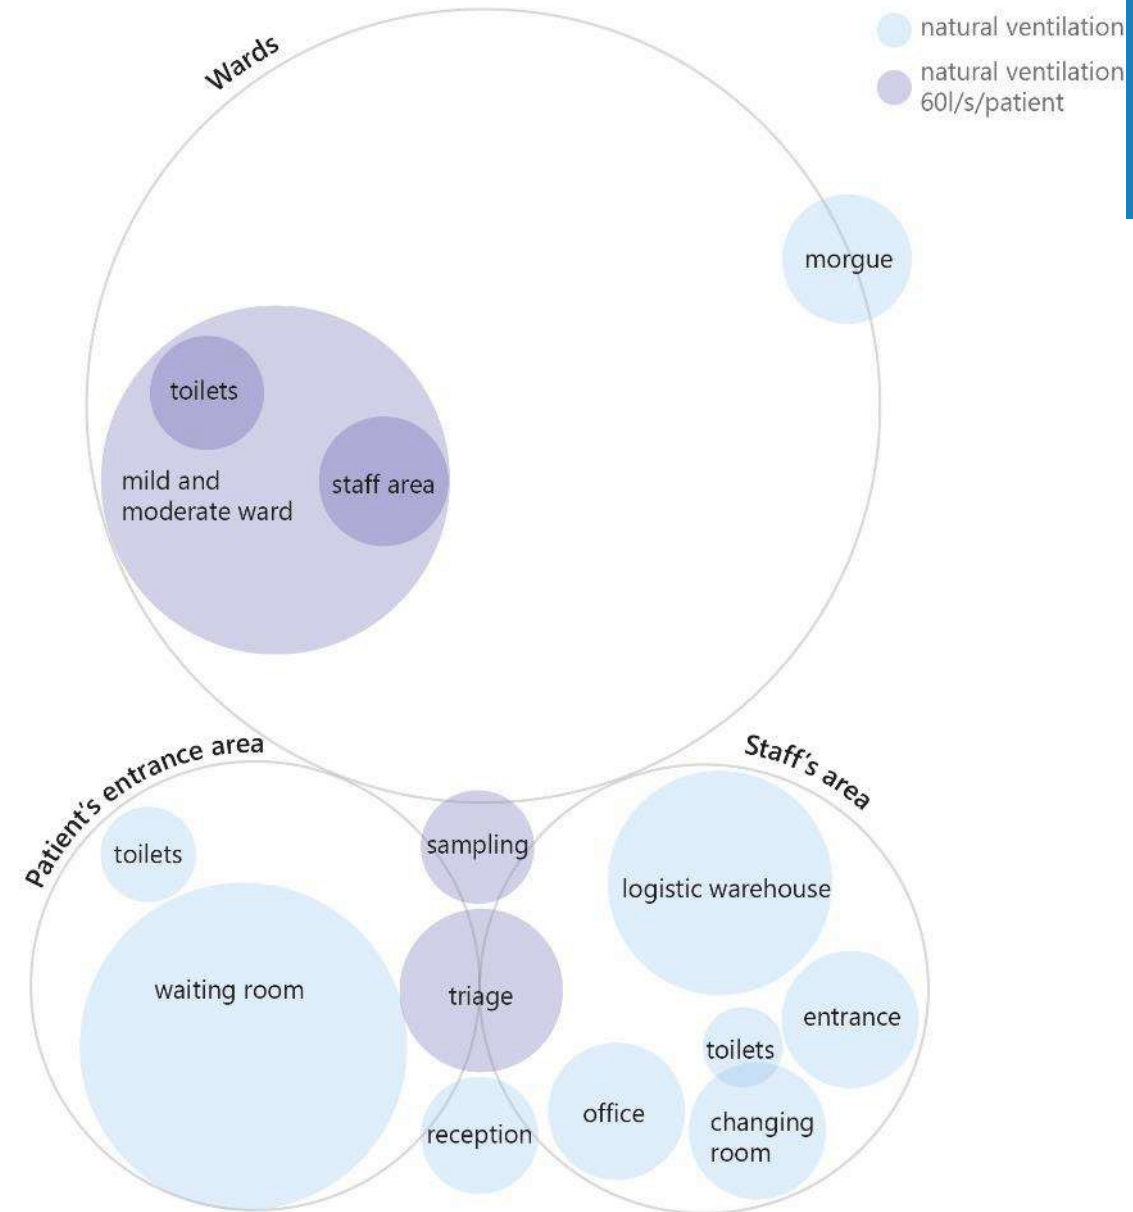 natural ventilation
natural ventilation
60l/s/patient
Wards
morgue
toilets
mild and
moderate ward
staff area
Patient's entrance area
Staff's area
toilets
sampling
logistic warehouse
waiting room
triage
entrance
toilets
office
changing
room
reception